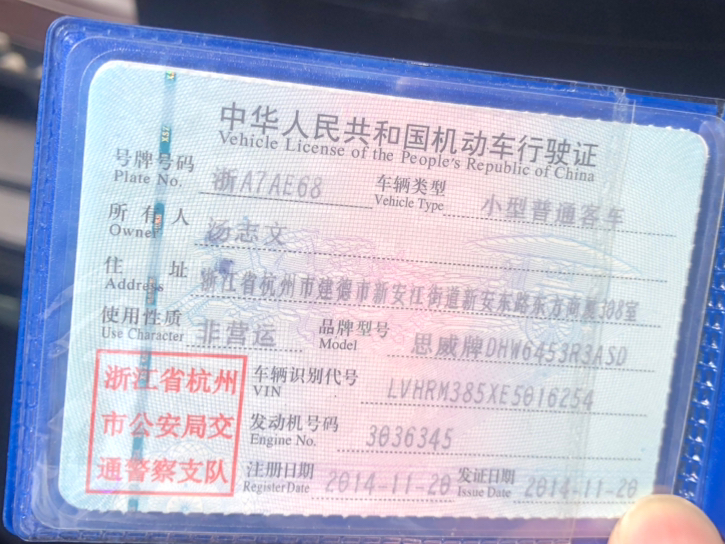 中华人民共和国机动车行驶证
Vehicle License of the People's Republic of China
号牌号码 浙A7AE68 车辆类型 小型普通客车
Plate No. Vehicle Type
所有人 汤志文
Owner
住址 浙江省杭州市建德市新安江街道新安东路东方商厦308室
Address
使用性质 非营运 品牌型号 思威牌DHW6453R3ASD
Use Character Model
浙江省杭州 车辆识别代号 LVHRM385XE5016254
VIN
市公安局交 发动机号码 3036345
Engine No.
通警察支队 注册日期 2014-11-20 发证日期 2014-11-20
Register Date Issue Date